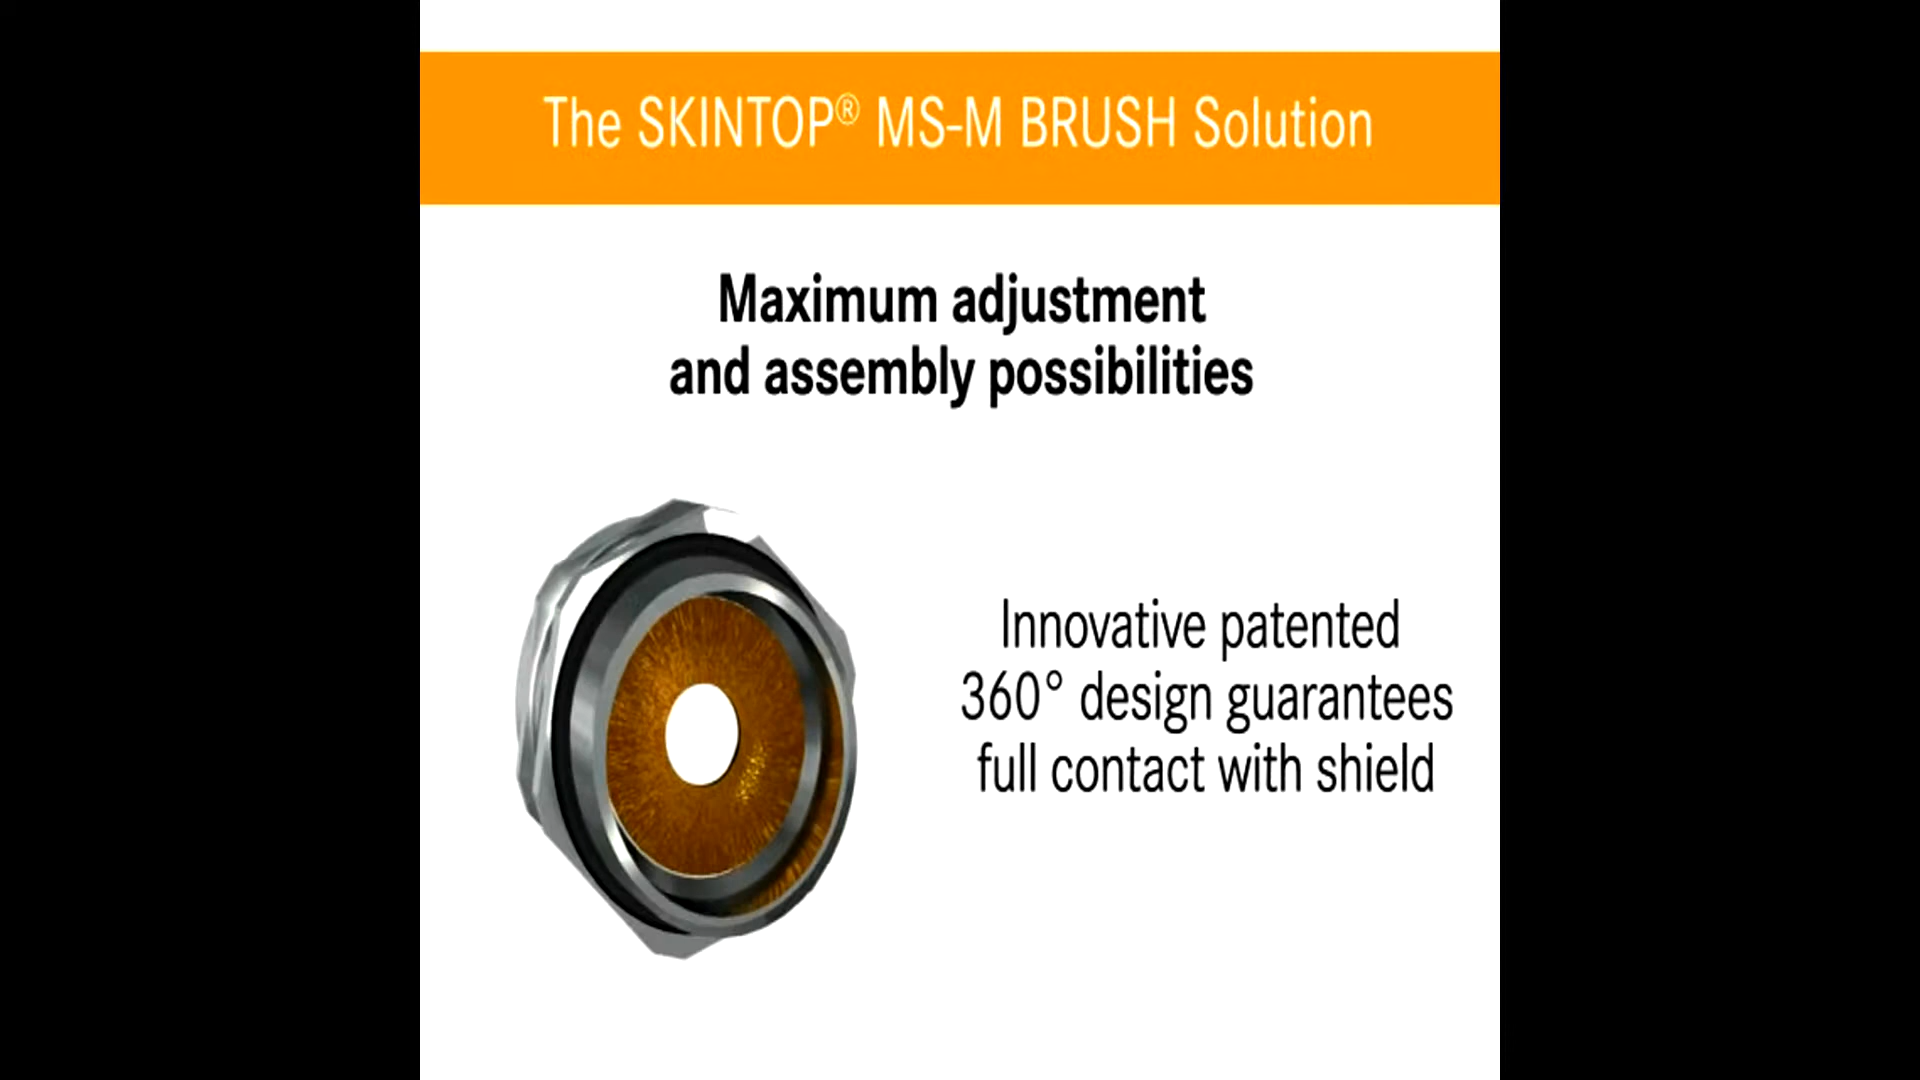 The SKINTOP® MS-M BRUSH Solution
Maximum adjustment
and assembly possibilities
Innovative patented
360° design guarantees
full contact with shield